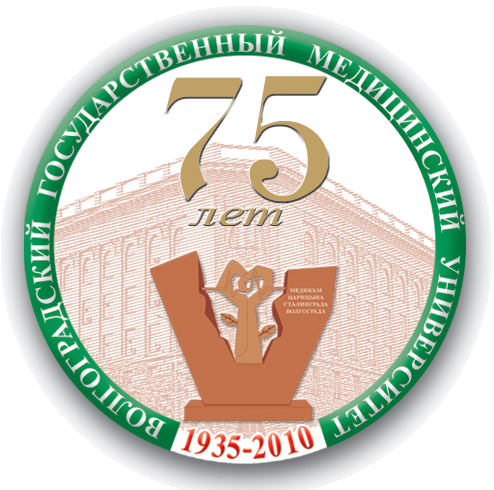 ВОЛГОГРАДСКИЙ ГОСУДАРСТВЕННЫЙ МЕДИЦИНСКИЙ УНИВЕРСИТЕТ
75
лет
МЕДИКАМ
ЦАРИЦЫНА
СТАЛИНГРАДА
ВОЛГОГРАДА
1935-2010